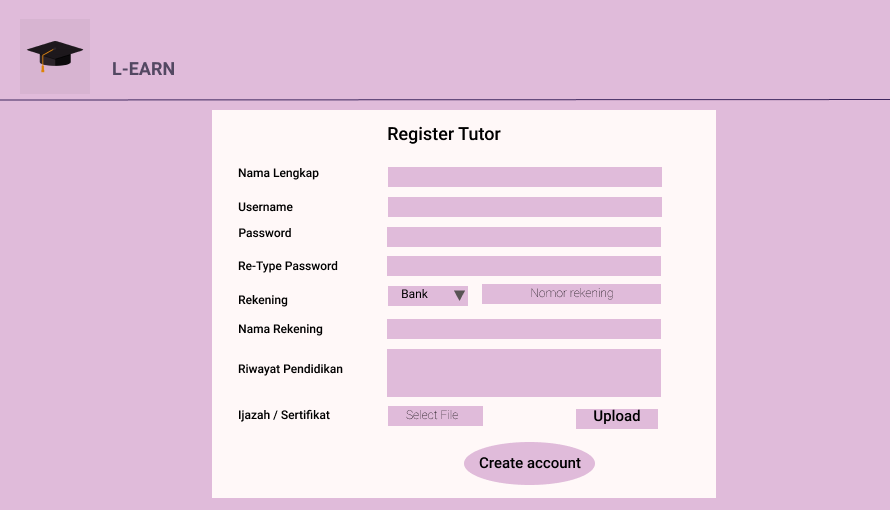 L-EARN
Register Tutor
Nama Lengkap
Username
Password
Re-Type Password
Rekening Bank Nomor rekening
Nama Rekening
Riwayat Pendidikan
Ijazah / Sertifikat Select File Upload
Create account